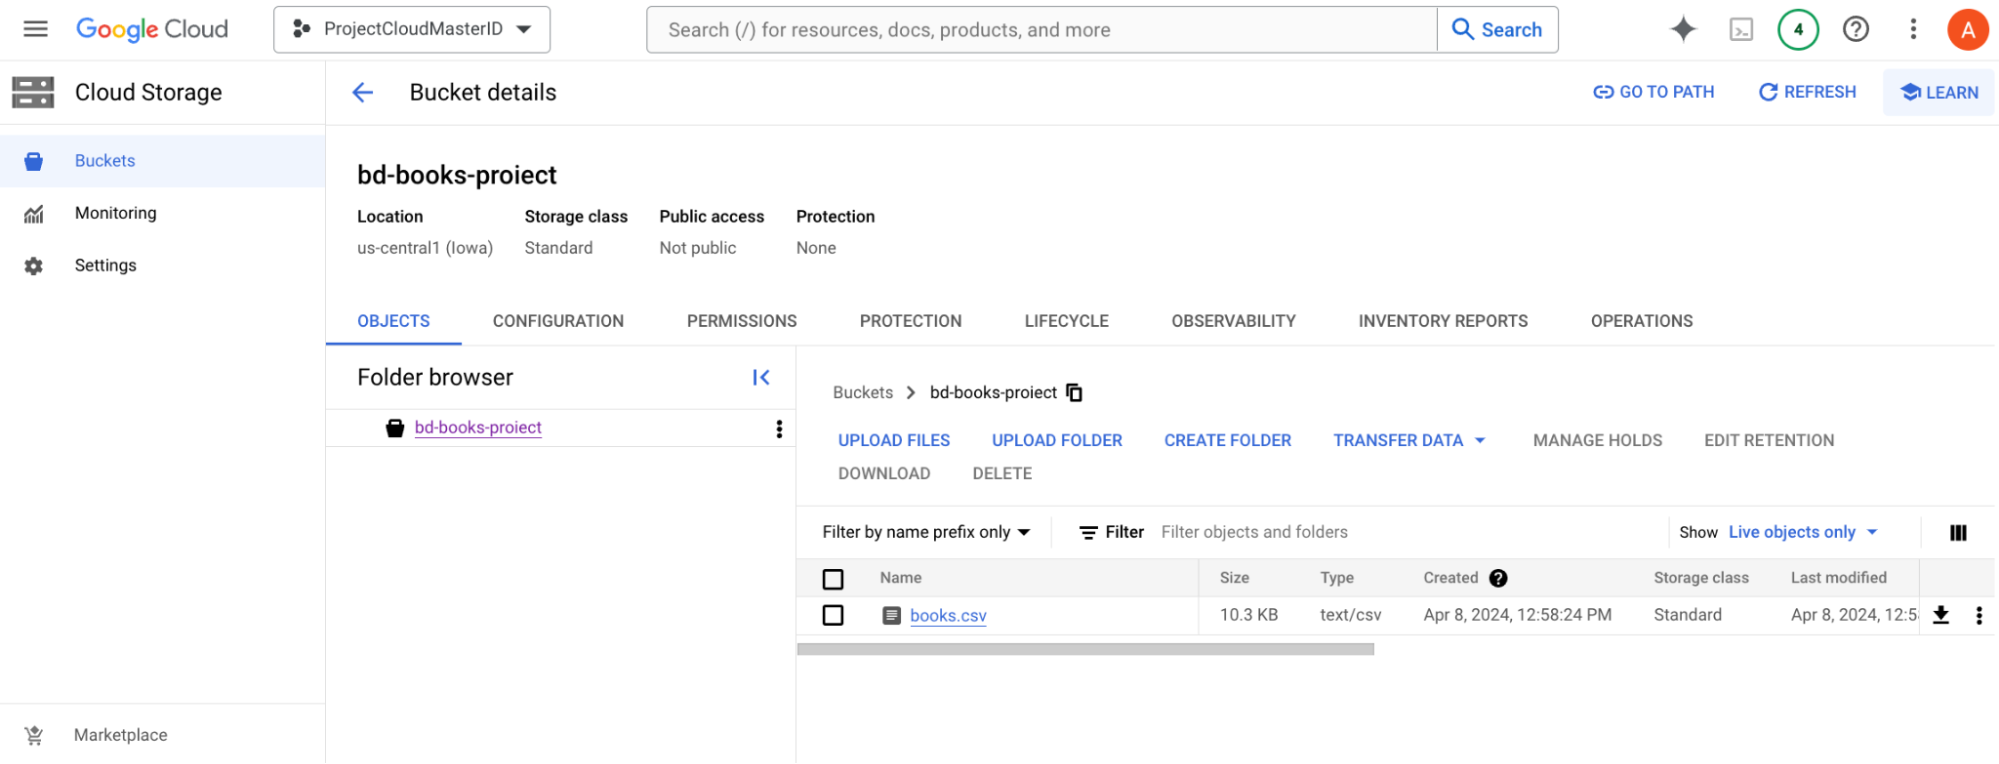 Google Cloud
ProjectCloudMasterID
Search (/) for resources, docs, products, and more
Search
4
A
Cloud Storage
Bucket details
GO TO PATH
REFRESH
LEARN
Buckets
Monitoring
Settings
Marketplace
bd-books-proiect
Location Storage class Public access Protection
us-central1 (Iowa) Standard Not public None
OBJECTS CONFIGURATION PERMISSIONS PROTECTION LIFECYCLE OBSERVABILITY INVENTORY REPORTS OPERATIONS
Folder browser
bd-books-proiect
Buckets > bd-books-proiect
UPLOAD FILES UPLOAD FOLDER CREATE FOLDER TRANSFER DATA MANAGE HOLDS EDIT RETENTION
DOWNLOAD DELETE
Filter by name prefix only Filter Filter objects and folders Show Live objects only
Name Size Type Created Storage class Last modified
books.csv 10.3 KB text/csv Apr 8, 2024, 12:58:24 PM Standard Apr 8, 2024, 12:5